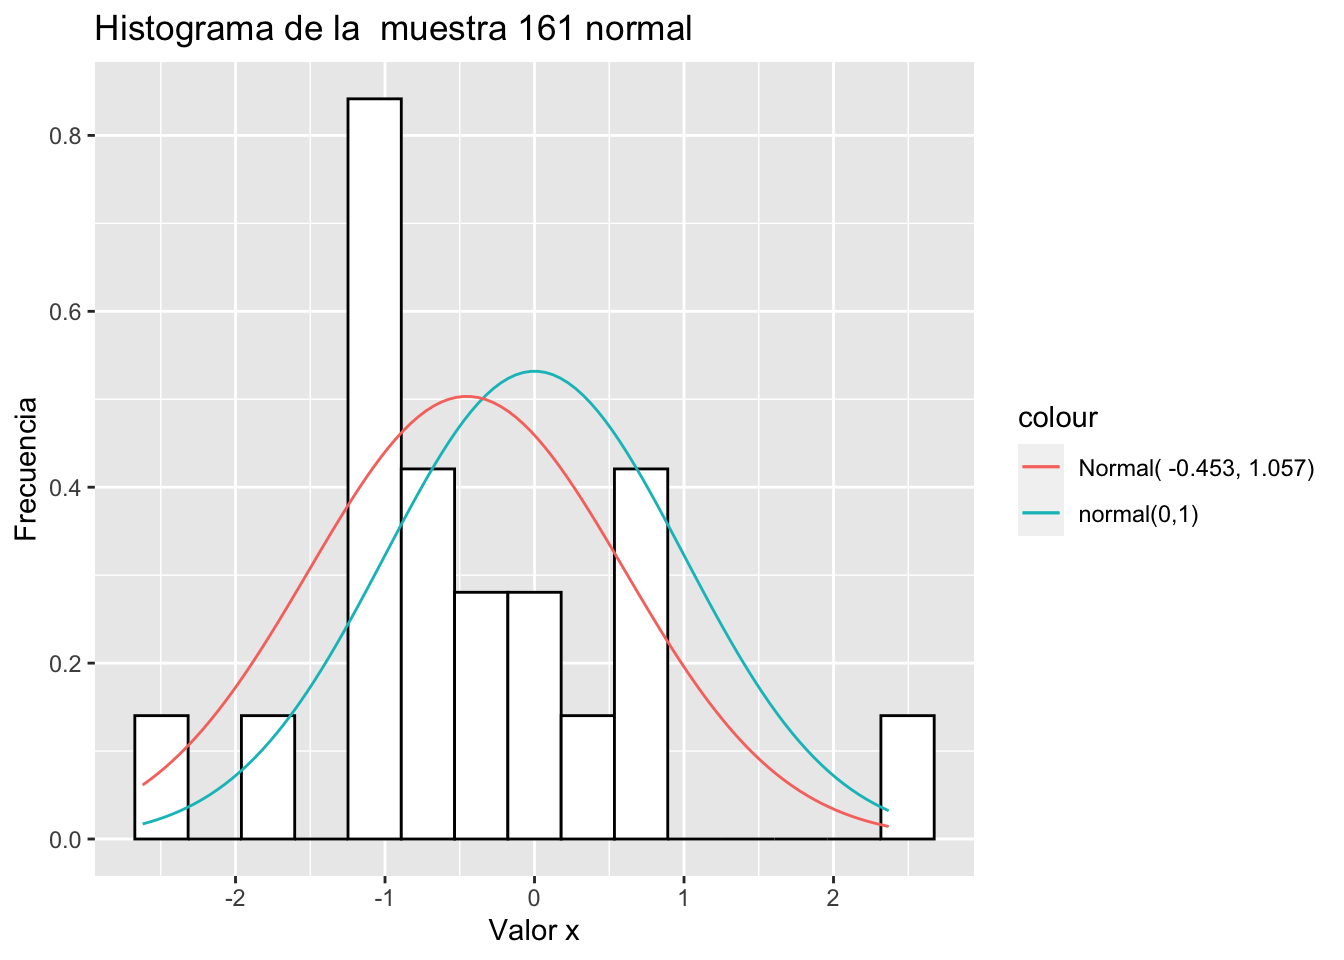 Histograma de la  muestra 161 normal
Frecuencia
0.8
0.6
0.4
0.2
0.0
-2
-1
0
1
2
Valor x
colour
Normal( -0.453, 1.057)
normal(0,1)